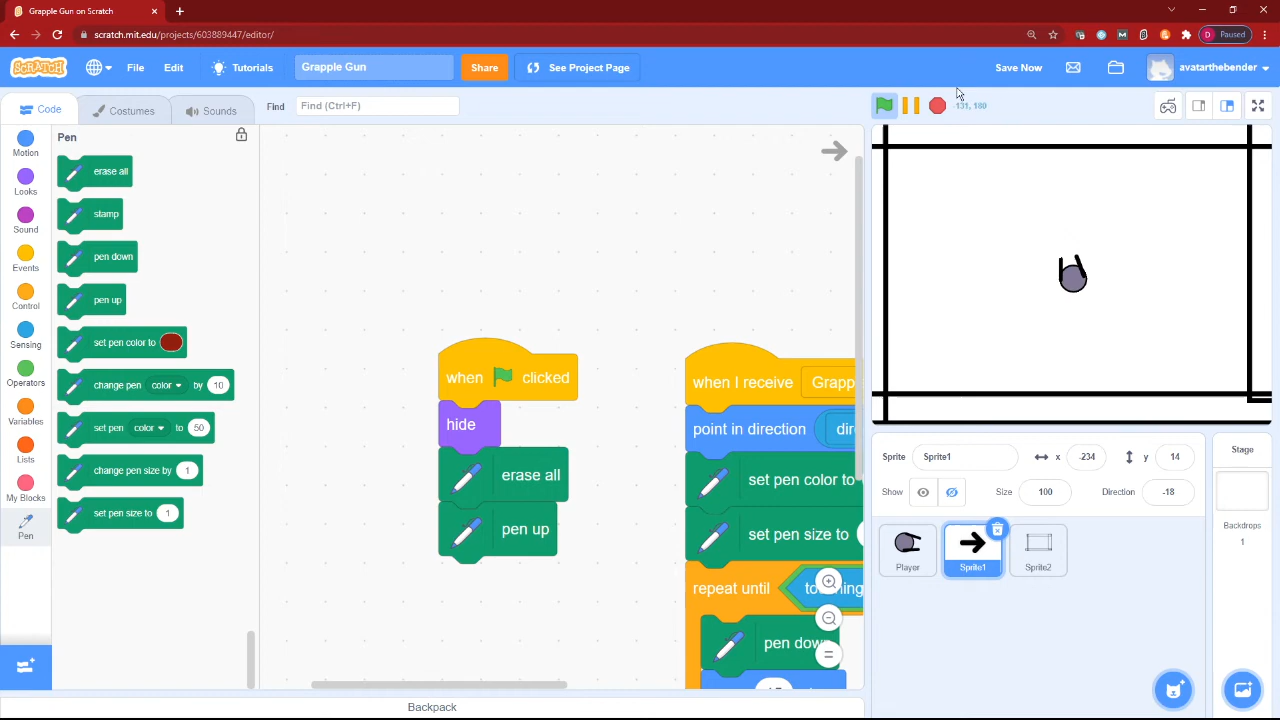 Grapple Gun on Scratch
scratch.mit.edu/projects/603889447/editor/
D Paused
SCRATCH
File
Edit
Tutorials
Grapple Gun
Share
See Project Page
Save Now
avatarthebender
Code
Costumes
Sounds
Find
Find (Ctrl+F)
-131, 180
Motion
Looks
Sound
Events
Control
Sensing
Operators
Variables
Lists
My Blocks
Pen
Pen
erase all
stamp
pen down
pen up
set pen color to
change pen color by 10
set pen color to 50
change pen size by 1
set pen size to 1
when clicked
hide
erase all
pen up
when I receive Grapp
point in direction dir
set pen color to
set pen size to
repeat until
pen dow
Sprite Sprite1 x -234 y 14
Show Size 100 Direction -18
Player
Sprite1
Sprite2
Stage
Backdrops
1
Backpack